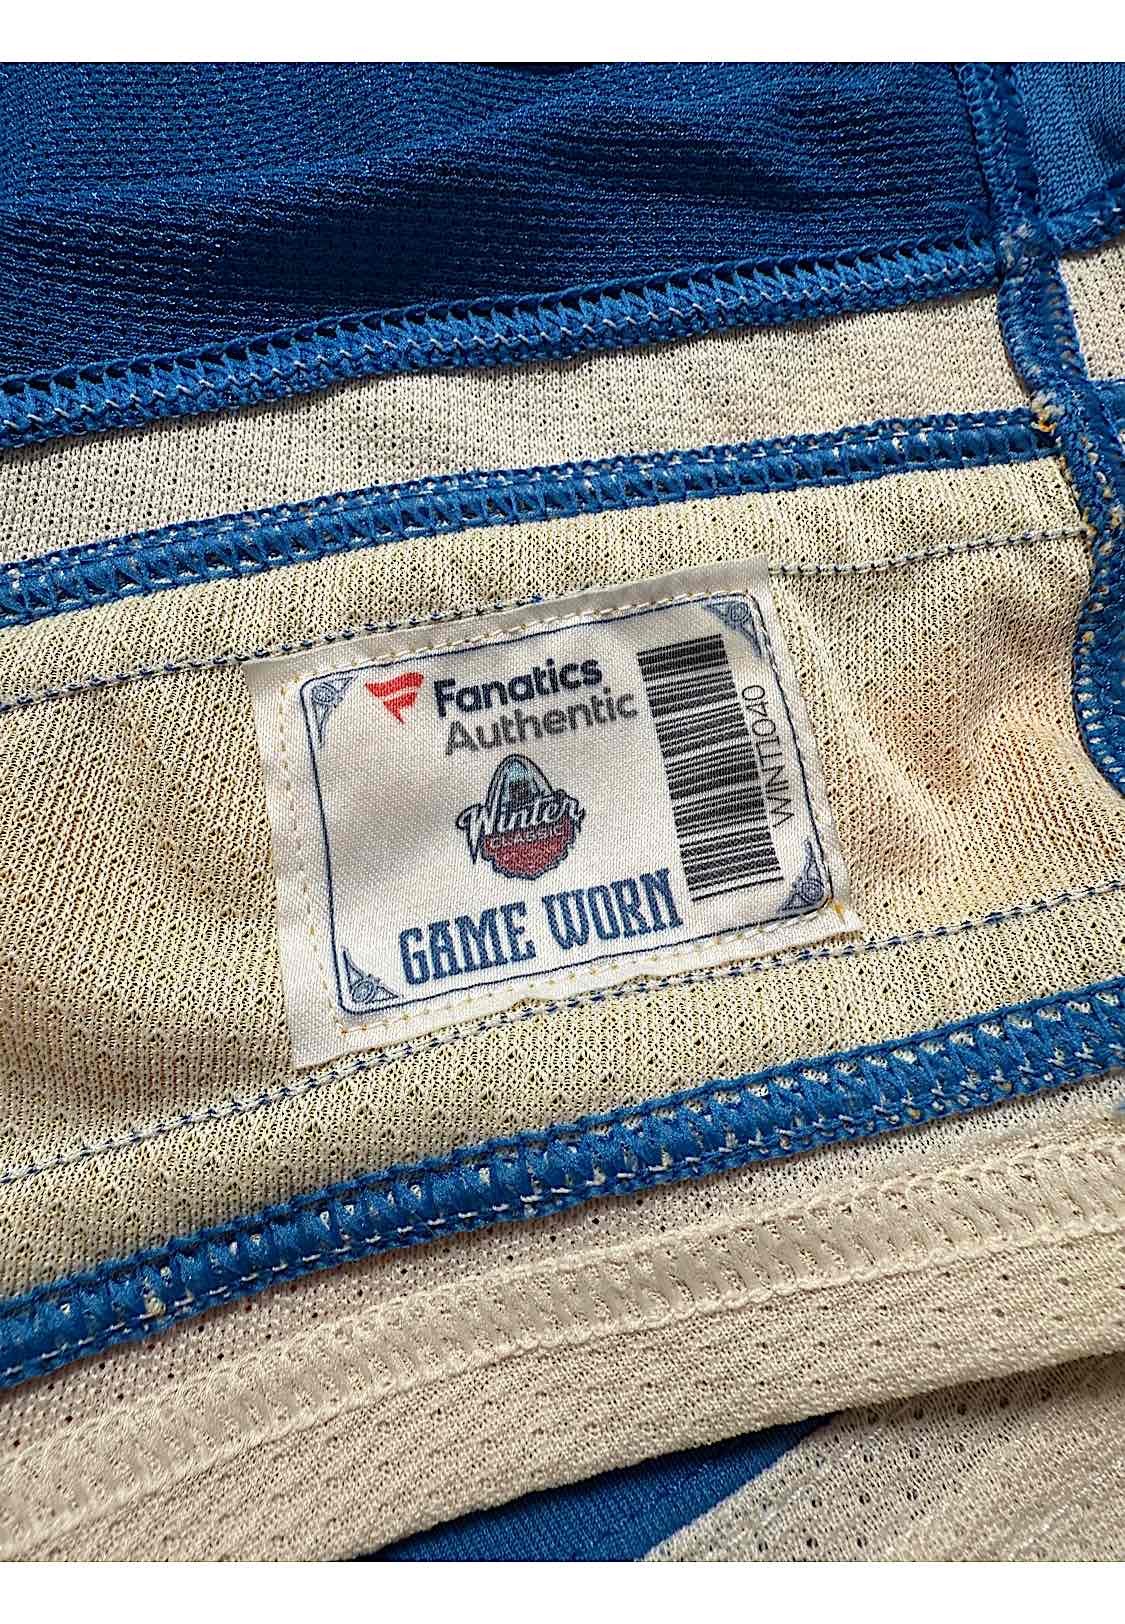 Fanatics
Authentic
Winter
CLASSIC
GAME WORN
WINT1040